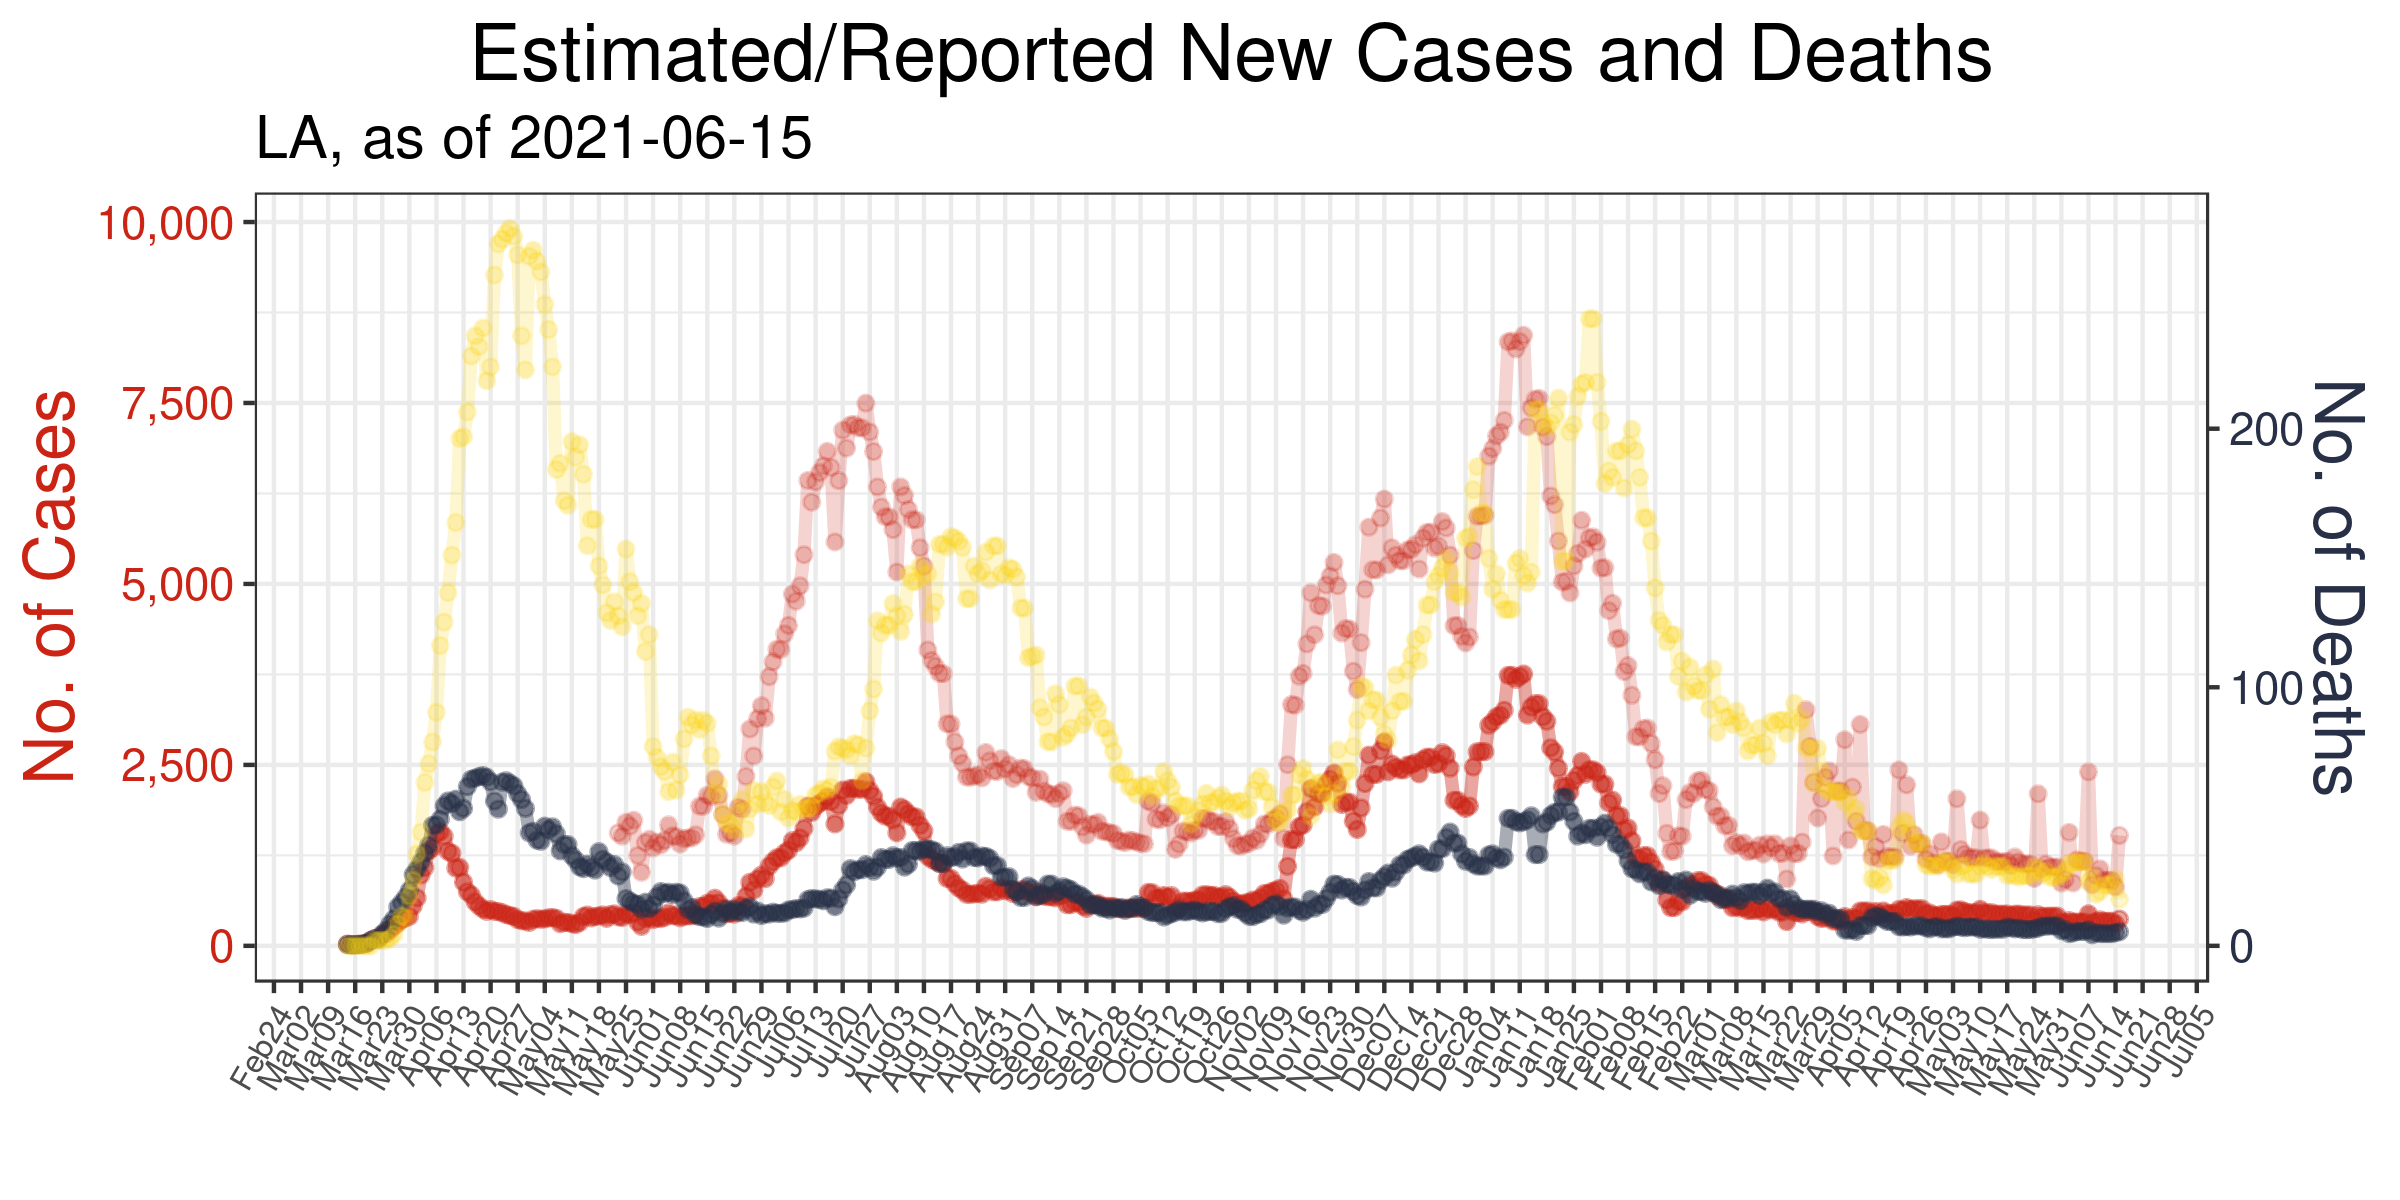 Estimated/Reported New Cases and Deaths
LA, as of 2021-06-15
No. of Cases
10,000
7,500
5,000
2,500
0
No. of Deaths
200
100
0
Feb24
Mar02
Mar09
Mar16
Mar23
Mar30
Apr06
Apr13
Apr20
Apr27
May04
May11
May18
May25
Jun01
Jun08
Jun15
Jun22
Jun29
Jul06
Jul13
Jul20
Jul27
Aug03
Aug10
Aug17
Aug24
Aug31
Sep07
Sep14
Sep21
Sep28
Oct05
Oct12
Oct19
Oct26
Nov02
Nov09
Nov16
Nov23
Nov30
Dec07
Dec14
Dec21
Dec28
Jan04
Jan11
Jan18
Jan25
Feb01
Feb08
Feb15
Feb22
Mar01
Mar08
Mar15
Mar22
Mar29
Apr05
Apr12
Apr19
Apr26
May03
May10
May17
May24
May31
Jun07
Jun14
Jun21
Jun28
Jul05